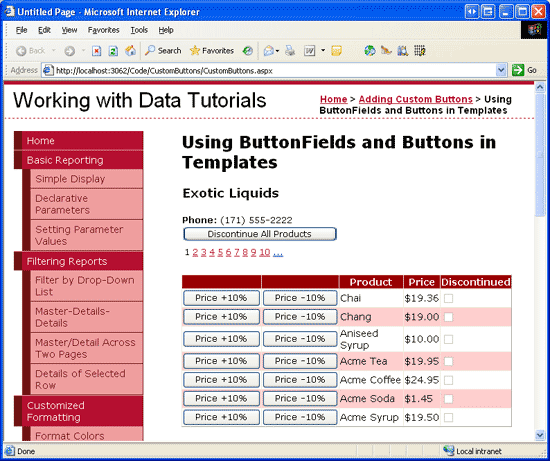 Untitled Page - Microsoft Internet Explorer
File Edit View Favorites Tools Help
Back Search Favorites
Address http://localhost:3062/Code/CustomButtons/CustomButtons.aspx Go
Working with Data Tutorials
Home > Adding Custom Buttons > Using
ButtonFields and Buttons in Templates
Home
Basic Reporting
Simple Display
Declarative
Parameters
Setting Parameter
Values
Filtering Reports
Filter by Drop-Down
List
Master-Details-
Details
Master/Detail Across
Two Pages
Details of Selected
Row
Customized
Formatting
Format Colors
Using ButtonFields and Buttons in
Templates
Exotic Liquids
Phone: (171) 555-2222
Discontinue All Products
1 2 3 4 5 6 7 8 9 10 ...
Product Price Discontinued
Price +10% Price -10% Chai $19.36
Price +10% Price -10% Chang $19.00
Price +10% Price -10% Aniseed
Syrup $10.00
Price +10% Price -10% Acme Tea $19.95
Price +10% Price -10% Acme Coffee $24.95
Price +10% Price -10% Acme Soda $1.45
Price +10% Price -10% Acme Syrup $19.50
Done Local intranet